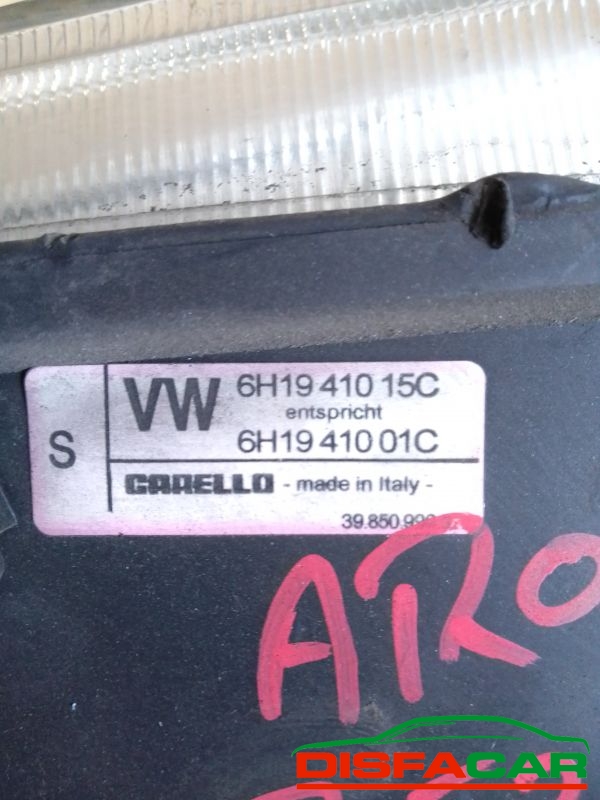 S
VW
6H19 410 15C
entspricht
6H19 410 01C
CARELLO - made in Italy -
ARO
DISFACAR